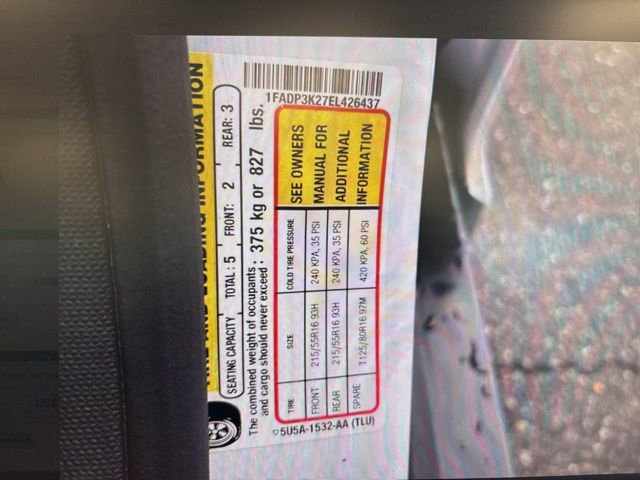 TIRE AND LOADING INFORMATION
SEATING CAPACITY TOTAL: 5 FRONT: 2 REAR: 3
The combined weight of occupants
and cargo should never exceed: 375 kg or 827 lbs.
TIRE SIZE COLD TIRE PRESSURE
FRONT 215/55R16 93H 240 KPA, 35 PSI
REAR 215/55R16 93H 240 KPA, 35 PSI
SPARE T125/80R16 97M 420 KPA, 60 PSI
SEE OWNERS
MANUAL FOR
ADDITIONAL
INFORMATION
5U5A-1532-AA (TLU)
1FADP3K27EL426437
US$
US$